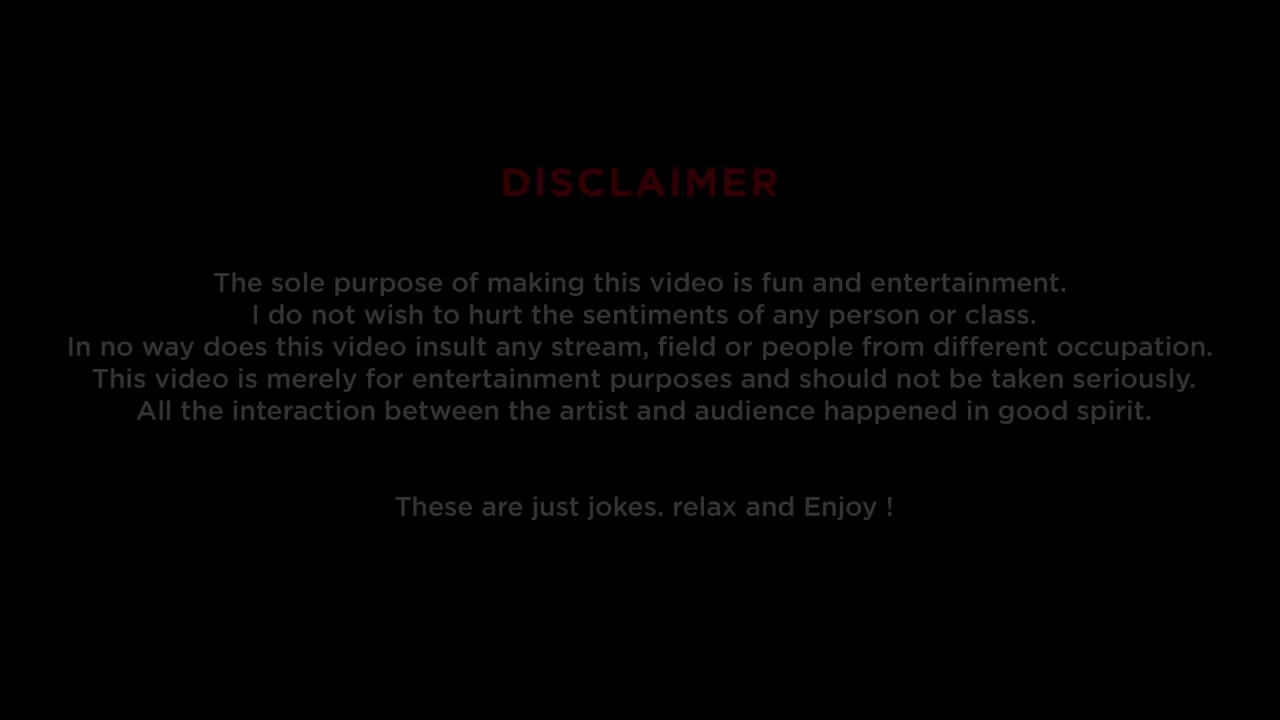 DISCLAIMER
The sole purpose of making this video is fun and entertainment.
I do not wish to hurt the sentiments of any person or class.
In no way does this video insult any stream, field or people from different occupation.
This video is merely for entertainment purposes and should not be taken seriously.
All the interaction between the artist and audience happened in good spirit.
These are just jokes. relax and Enjoy !